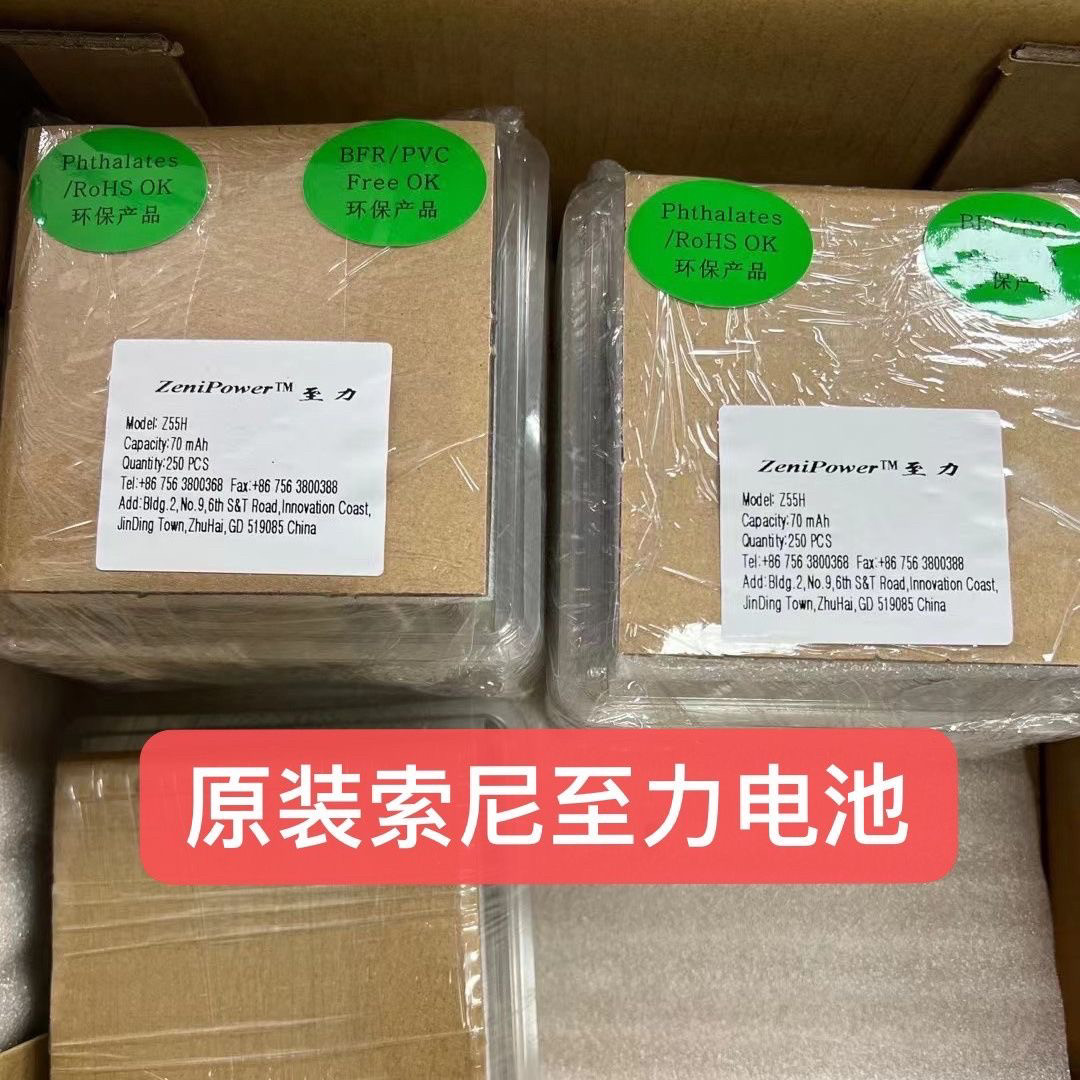 Phthalates
/RoHS OK
环保产品
BFR/PVC
Free OK
环保产品
ZeniPower™ 至力
Model: Z55H
Capacity:70 mAh
Quantity:250 PCS
Tel:+86 756 3800368 Fax:+86 756 3800388
Add:Bldg.2,No.9,6th S&T Road,Innovation Coast,
JinDing Town,ZhuHai,GD 519085 China
Phthalates
/RoHS OK
环保产品
保产
ZeniPower™ 至力
Model: Z55H
Capacity:70 mAh
Quantity:250 PCS
Tel:+86 756 3800368 Fax:+86 756 3800388
Add:Bldg.2,No.9,6th S&T Road,Innovation Coast,
JinDing Town,ZhuHai,GD 519085 China
原装索尼至力电池